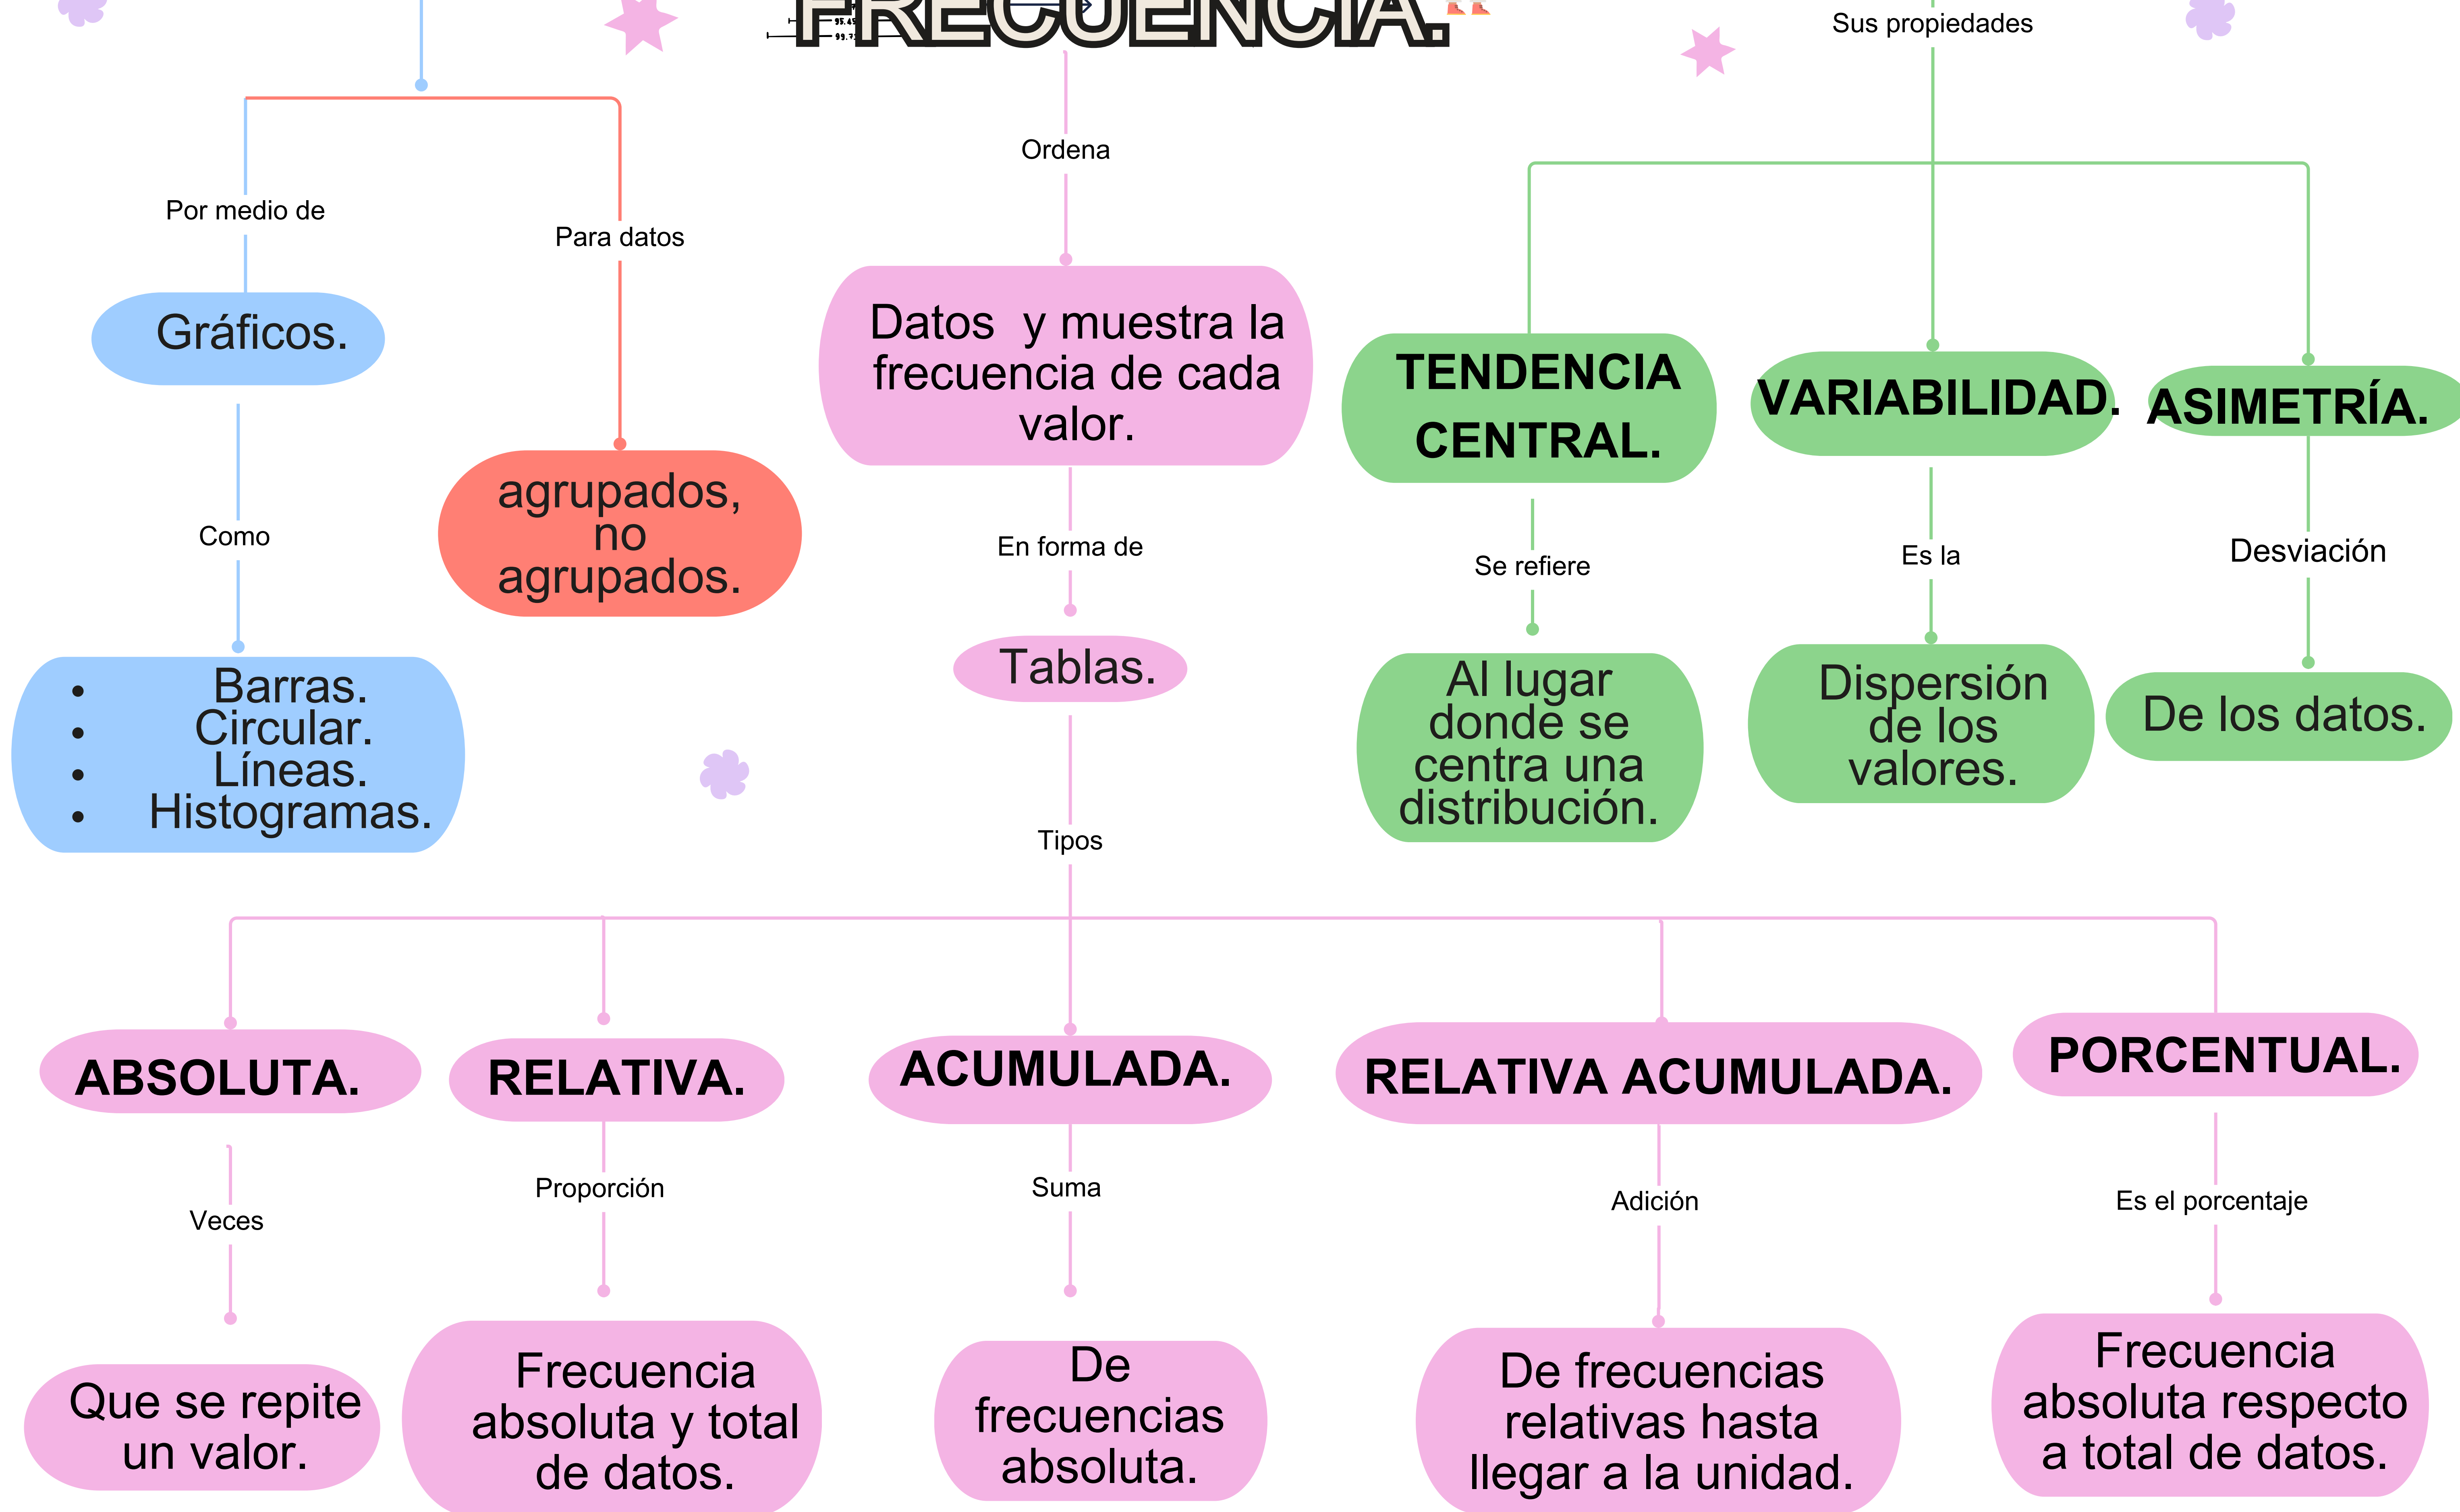 FRECUENCIA.
Sus propiedades
Ordena
Por medio de
Para datos
Gráficos.
Datos y muestra la
frecuencia de cada
valor.
TENDENCIA
CENTRAL.
VARIABILIDAD.
ASIMETRÍA.
agrupados,
no
agrupados.
Como
En forma de
Se refiere
Es la
Desviación
• Barras.
• Circular.
• Líneas.
• Histogramas.
Tablas.
Al lugar
donde se
centra una
distribución.
Dispersión
de los
valores.
De los datos.
Tipos
ABSOLUTA.
RELATIVA.
ACUMULADA.
RELATIVA ACUMULADA.
PORCENTUAL.
Veces
Proporción
Suma
Adición
Es el porcentaje
Que se repite
un valor.
Frecuencia
absoluta y total
de datos.
De
frecuencias
absoluta.
De frecuencias
relativas hasta
llegar a la unidad.
Frecuencia
absoluta respecto
a total de datos.